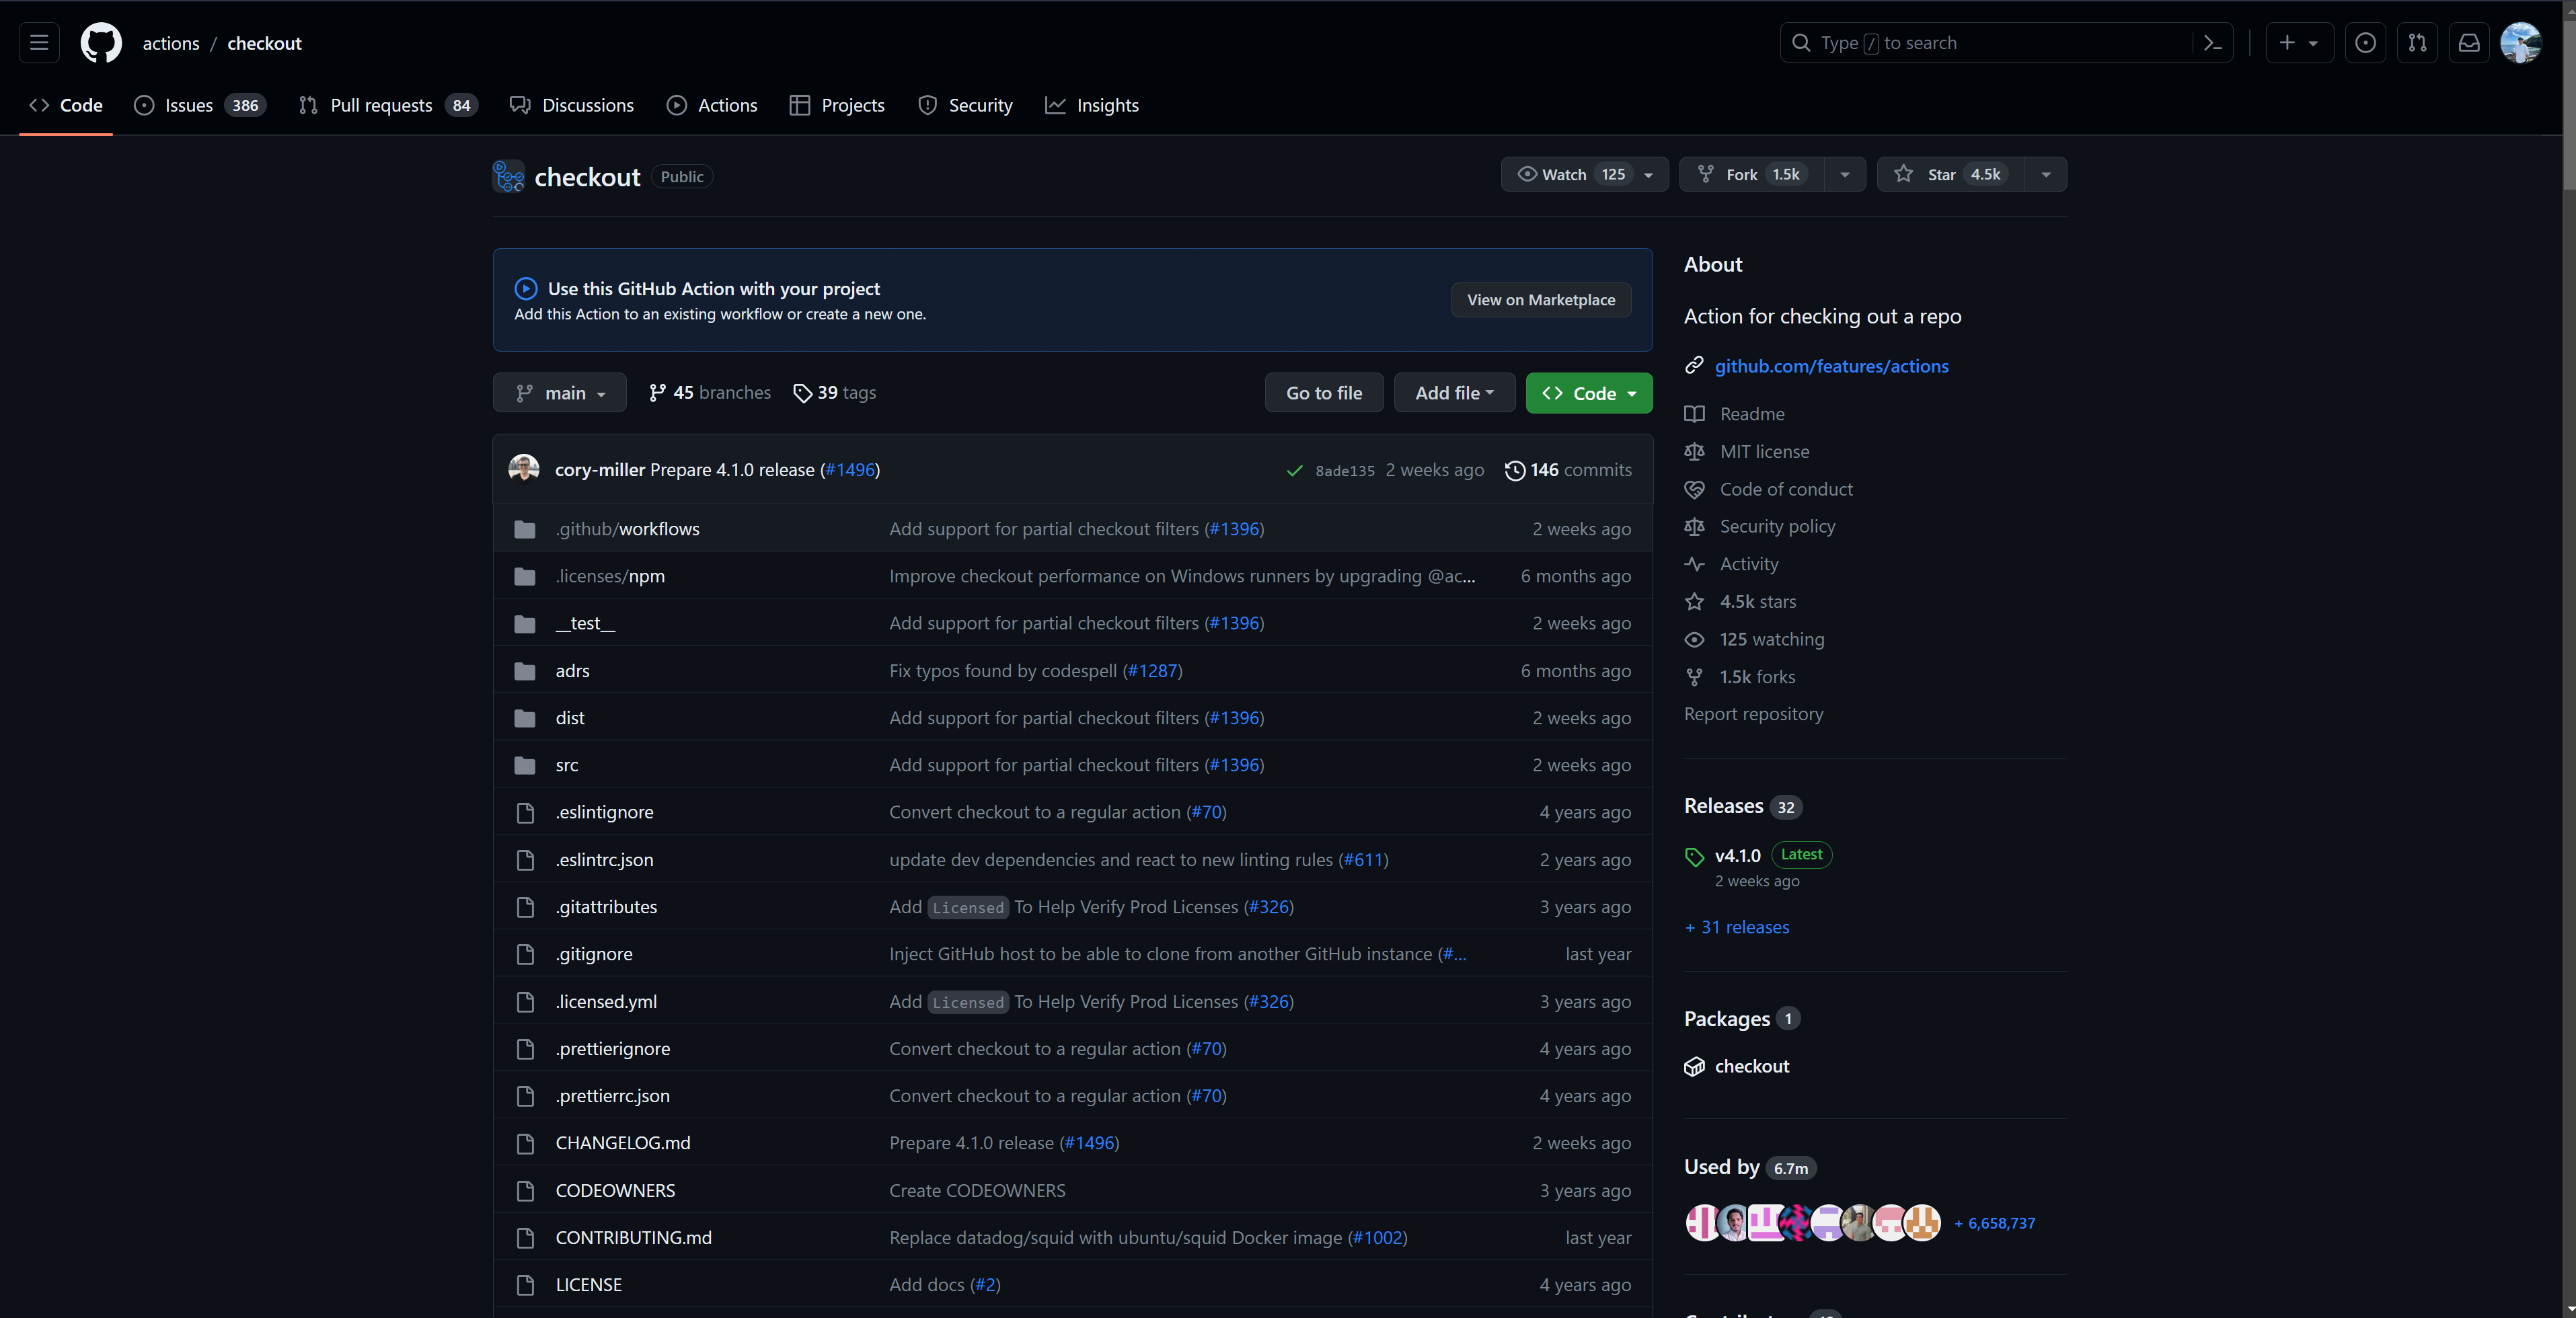 actions / checkout
Type / to search
Code
Issues 386
Pull requests 84
Discussions
Actions
Projects
Security
Insights
checkout Public
Watch 125
Fork 1.5k
Star 4.5k
Use this GitHub Action with your project
Add this Action to an existing workflow or create a new one.
View on Marketplace
main
45 branches
39 tags
Go to file
Add file
Code
cory-miller Prepare 4.1.0 release (#1496)
8ade135 2 weeks ago
146 commits
.github/workflows Add support for partial checkout filters (#1396) 2 weeks ago
.licenses/npm Improve checkout performance on Windows runners by upgrading @ac... 6 months ago
__test__ Add support for partial checkout filters (#1396) 2 weeks ago
adrs Fix typos found by codespell (#1287) 6 months ago
dist Add support for partial checkout filters (#1396) 2 weeks ago
src Add support for partial checkout filters (#1396) 2 weeks ago
.eslintignore Convert checkout to a regular action (#70) 4 years ago
.eslintrc.json update dev dependencies and react to new linting rules (#611) 2 years ago
.gitattributes Add Licensed To Help Verify Prod Licenses (#326) 3 years ago
.gitignore Inject GitHub host to be able to clone from another GitHub instance (#... last year
.licensed.yml Add Licensed To Help Verify Prod Licenses (#326) 3 years ago
.prettierignore Convert checkout to a regular action (#70) 4 years ago
.prettierrc.json Convert checkout to a regular action (#70) 4 years ago
CHANGELOG.md Prepare 4.1.0 release (#1496) 2 weeks ago
CODEOWNERS Create CODEOWNERS 3 years ago
CONTRIBUTING.md Replace datadog/squid with ubuntu/squid Docker image (#1002) last year
LICENSE Add docs (#2) 4 years ago
About
Action for checking out a repo
github.com/features/actions
Readme
MIT license
Code of conduct
Security policy
Activity
4.5k stars
125 watching
1.5k forks
Report repository
Releases 32
v4.1.0 Latest
2 weeks ago
+ 31 releases
Packages 1
checkout
Used by 6.7m
+ 6,658,737